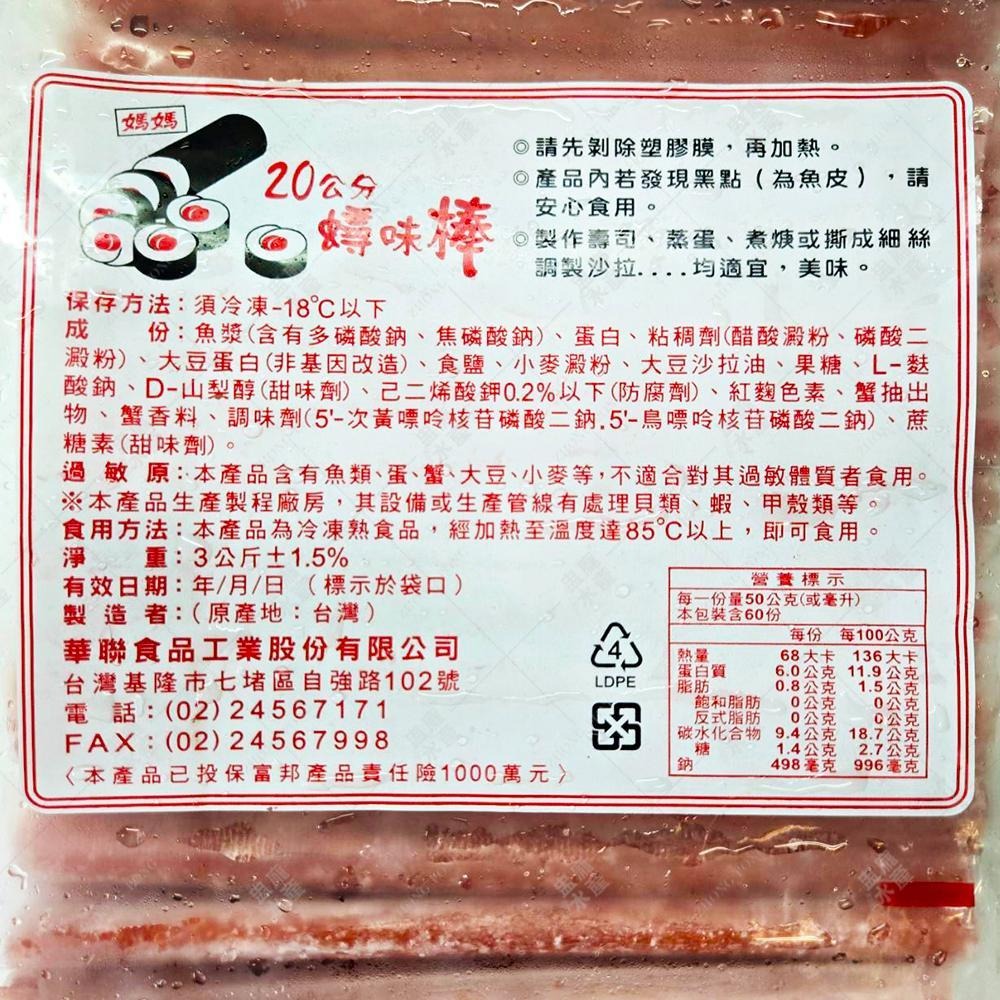 媽媽
20公分
蟳味棒
◎請先剝除塑膠膜，再加熱。
◎產品內若發現黑點（為魚皮），請
安心食用。
◎製作壽司、蒸蛋、煮煉或撕成細絲
調製沙拉....均適宜，美味。
保存方法：須冷凍-18℃以下
成　　份：魚漿(含有多磷酸鈉、焦磷酸鈉)、蛋白、粘稠劑(醋酸澱粉、磷酸二
澱粉)、大豆蛋白(非基因改造)、食鹽、小麥澱粉、大豆沙拉油、果糖、L-麩
酸鈉、D-山梨醇(甜味劑)、己二烯酸鉀0.2%以下(防腐劑)、紅麴色素、蟹抽出
物、蟹香料、調味劑(5'-次黃嘌呤核苷磷酸二鈉.5'-鳥嘌呤核苷磷酸二鈉)、蔗
糖素(甜味劑)。
過敏原：本產品含有魚類、蛋、蟹、大豆、小麥等，不適合對其過敏體質者食用。
※本產品生產製程廠房，其設備或生產管線有處理貝類、蝦、甲殼類等。
食用方法：本產品為冷凍熟食品，經加熱至溫度達85℃以上，即可食用。
淨　　重：3公斤±1.5%
有效日期：年/月/日（標示於袋口）
製造者：（原產地：台灣）
華聯食品工業股份有限公司
台灣基隆市七堵區自強路102號
電　話：(02)24567171
FAX：(02)24567998
〈本產品已投保富邦產品責任險1000萬元〉
4
LDPE
營養標示
每一份量50公克(或毫升)
本包裝含60份
每份 每100公克
熱量 68大卡 136大卡
蛋白質 6.0公克 11.9公克
脂肪 0.8公克 1.5公克
飽和脂肪 0公克 0公克
反式脂肪 0公克 0公克
碳水化合物 9.4公克 18.7公克
糖 1.4公克 2.7公克
鈉 498毫克 996毫克